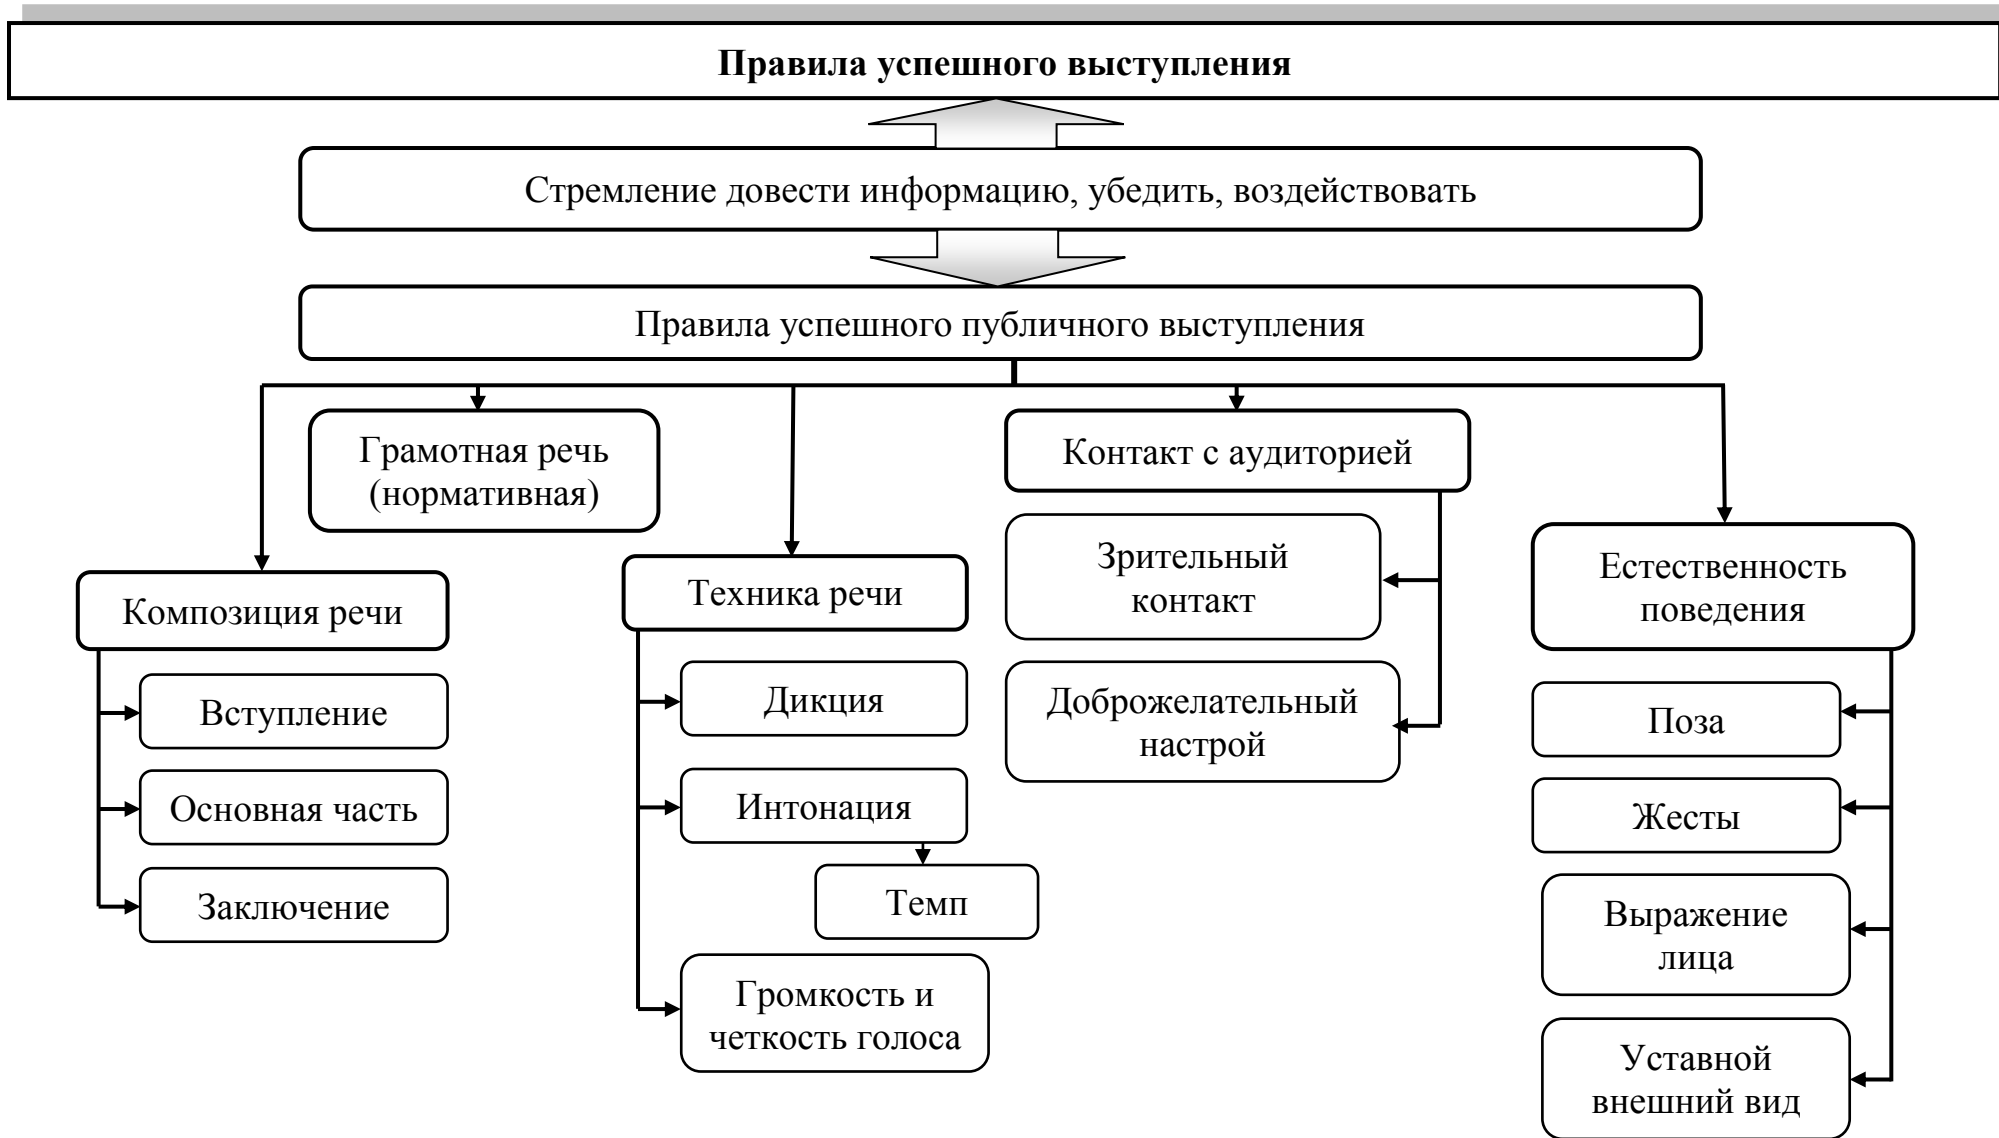 Правила успешного выступления
Стремление довести информацию, убедить, воздействовать
Правила успешного публичного выступления
Композиция речи
Вступление
Основная часть
Заключение
Грамотная речь
(нормативная)
Техника речи
Дикция
Интонация
Темп
Громкость и
четкость голоса
Контакт с аудиторией
Зрительный
контакт
Доброжелательный
настрой
Естественность
поведения
Поза
Жесты
Выражение
лица
Уставной
внешний вид